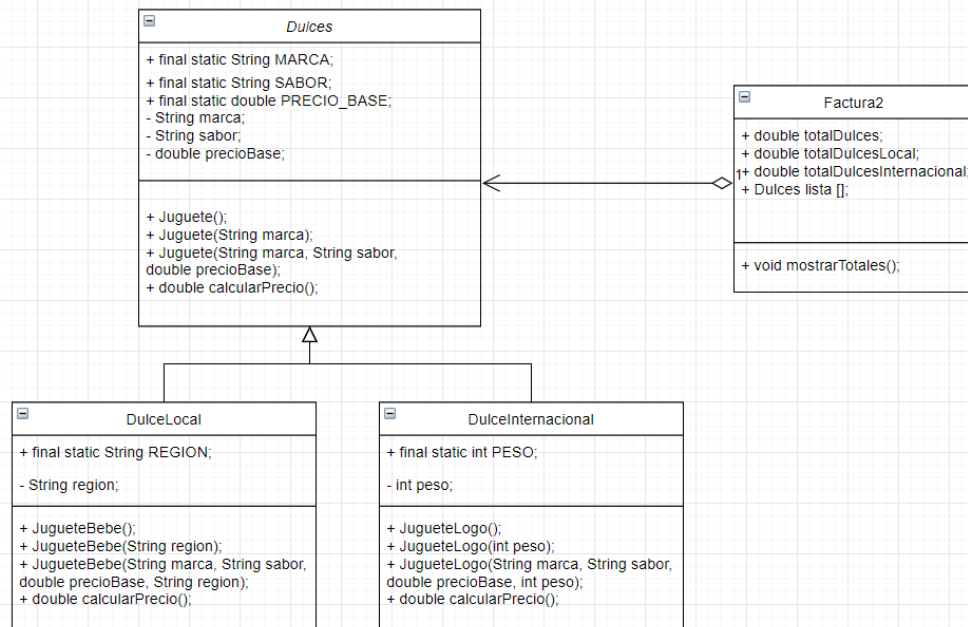 Dulces
+ final static String MARCA;
+ final static String SABOR;
+ final static double PRECIO_BASE;
- String marca;
- String sabor;
- double precioBase;
+ Juguete();
+ Juguete(String marca);
+ Juguete(String marca, String sabor,
double precioBase);
+ double calcularPrecio();
Factura2
+ double totalDulces;
+ double totalDulcesLocal;
1
+ double totalDulcesInternacional;
+ Dulces lista [];
+ void mostrarTotales();
DulceLocal
+ final static String REGION;
- String region;
+ JugueteBebe();
+ JugueteBebe(String region);
+ JugueteBebe(String marca, String sabor,
double precioBase, String region);
+ double calcularPrecio();
DulceInternacional
+ final static int PESO;
- int peso;
+ JugueteLogo();
+ JugueteLogo(int peso);
+ JugueteLogo(String marca, String sabor,
double precioBase, int peso);
+ double calcularPrecio();